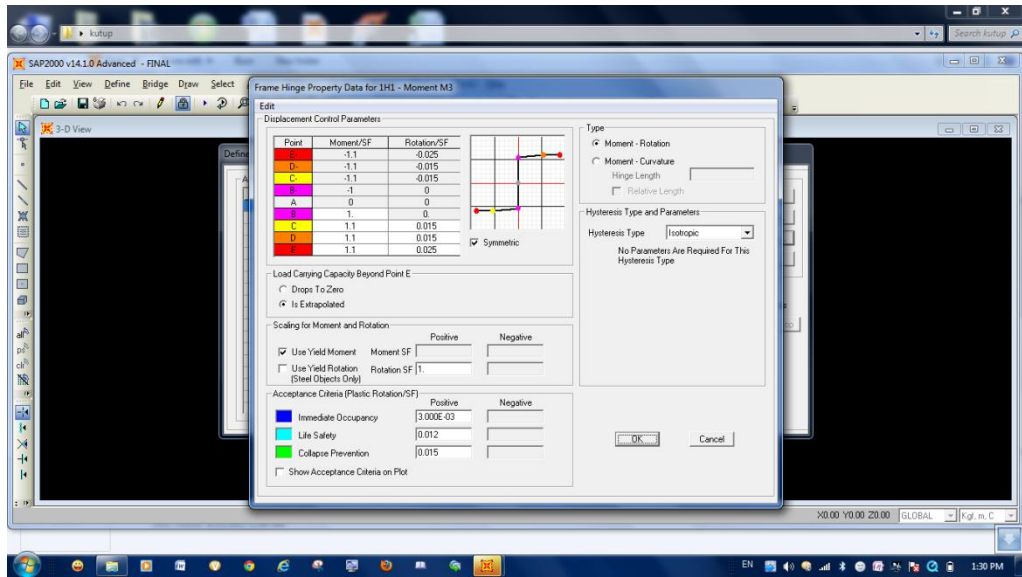 kutup
Search kutup
SAP2000 v14.1.0 Advanced - FINAL
File Edit View Define Bridge Draw Select
3-D View
Frame Hinge Property Data for 1H1 - Moment M3
Edit
Displacement Control Parameters
Point Moment/SF Rotation/SF
E- -1.1 -0.025
D- -1.1 -0.015
C- -1.1 -0.015
B- -1 0
A 0 0
B 1. 0.
C 1.1 0.015
D 1.1 0.015
E 1.1 0.025
Symmetric
Load Carrying Capacity Beyond Point E
Drops To Zero
Is Extrapolated
Scaling for Moment and Rotation
Positive Negative
Use Yield Moment Moment SF
Use Yield Rotation Rotation SF 1.
(Steel Objects Only)
Acceptance Criteria (Plastic Rotation/SF)
Positive Negative
Immediate Occupancy 3.000E-03
Life Safety 0.012
Collapse Prevention 0.015
Show Acceptance Criteria on Plot
Type
Moment - Rotation
Moment - Curvature
Hinge Length
Relative Length
Hysteresis Type and Parameters
Hysteresis Type Isotropic
No Parameters Are Required For This
Hysteresis Type
OK Cancel
Define
all
ps
clr
X0.00 Y0.00 Z0.00 GLOBAL Kgf, m, C
EN 1:30 PM